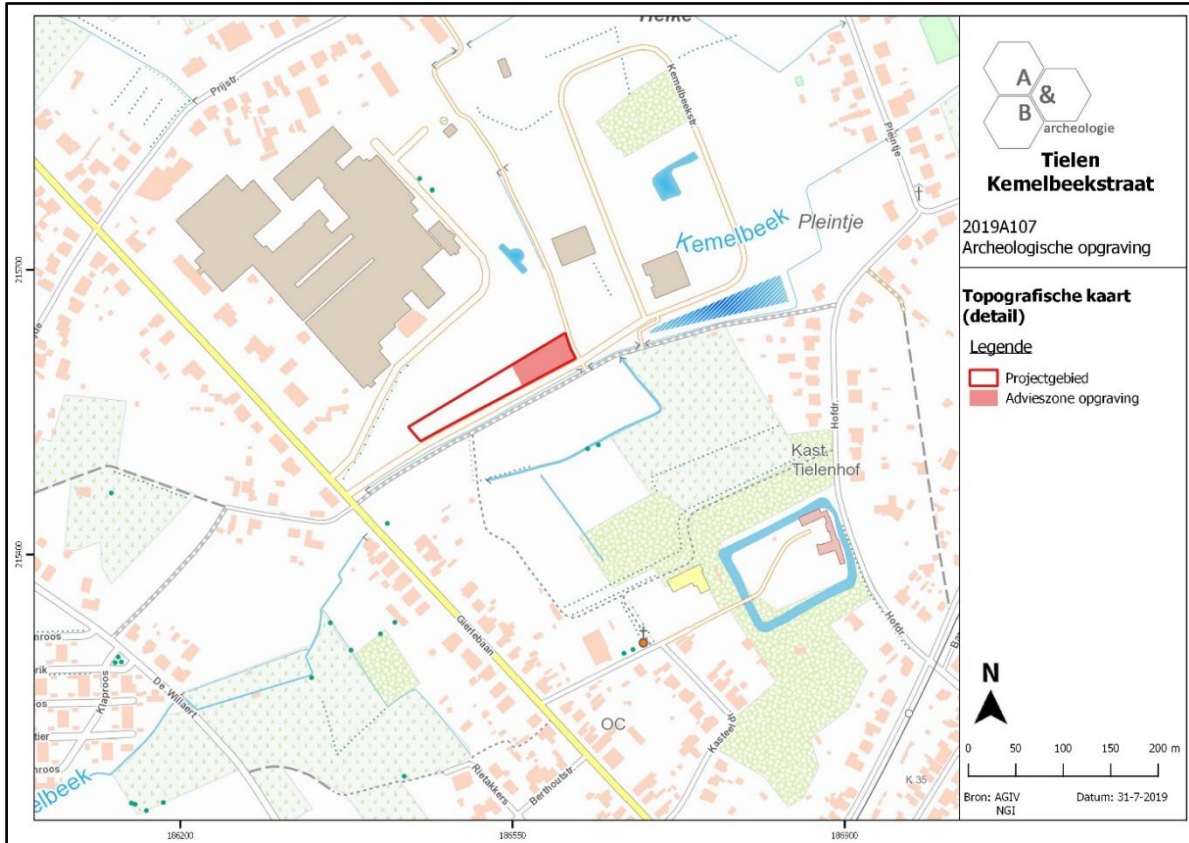 Helke
Prijstr.
Kemelbeekstr
Pleintje
Kemelbeek
Pleintje
Hofdr.
Kast.
Tielenhof
Hofdr.
Gierlebaan
De Willaert
Klaproos
OC
Kasteeldr
Rietakkers
Berthoutstr.
K 35
215700
215400
186200
186550
186900
A
&
B
archeologie
Tielen
Kemelbeekstraat
2019A107
Archeologische opgraving
Topografische kaart
(detail)
Legende
Projectgebied
Advieszone opgraving
N
0 50 100 150 200 m
Bron: AGIV Datum: 31-7-2019
NGI